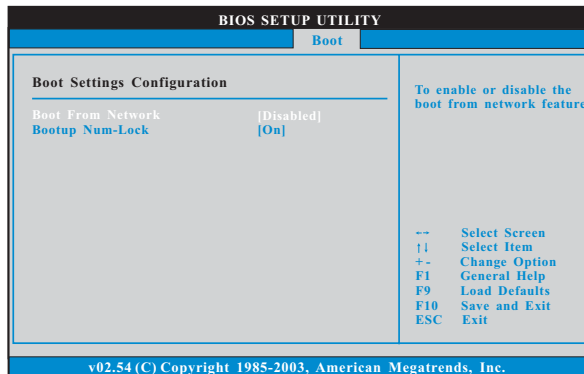 BIOS SETUP UTILITY
Boot
Boot Settings Configuration
Boot From Network [Disabled]
Bootup Num-Lock [On]
To enable or disable the
boot from network feature
←→ Select Screen
↑↓ Select Item
+- Change Option
F1 General Help
F9 Load Defaults
F10 Save and Exit
ESC Exit
v02.54 (C) Copyright 1985-2003, American Megatrends, Inc.